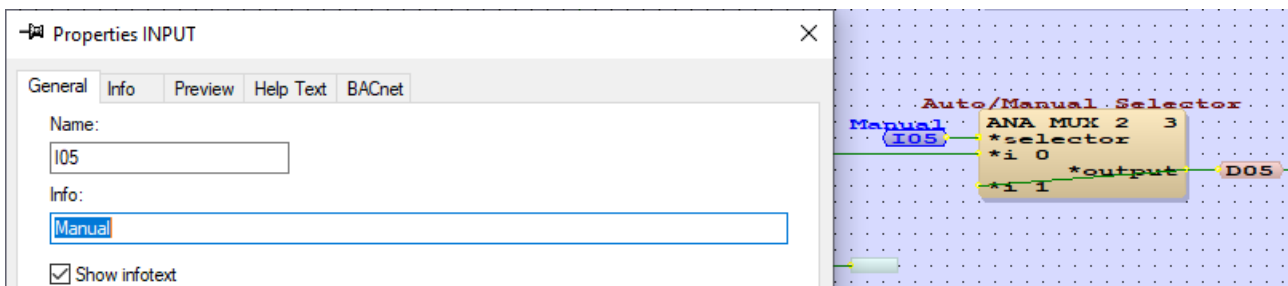 Properties INPUT
General Info Preview Help Text BACnet
Name:
I05
Info:
Manual
Show infotext
Auto/Manual Selector
Manual
I05
ANA MUX 2 3
*selector
*i 0
*output
*i 1
D05